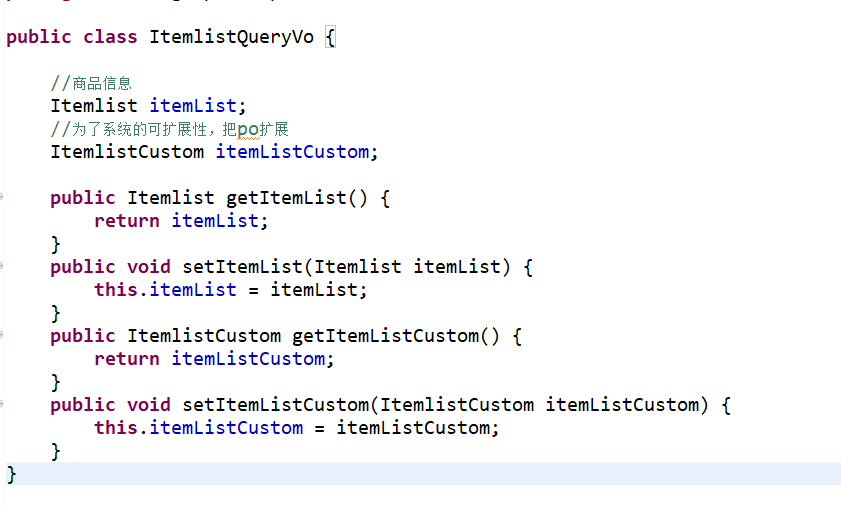 public class ItemlistQueryVo {
//商品信息
Itemlist itemList;
//为了系统的可扩展性，把po扩展
ItemlistCustom itemListCustom;
public Itemlist getItemList() {
return itemList;
}
public void setItemList(Itemlist itemList) {
this.itemList = itemList;
}
public ItemlistCustom getItemListCustom() {
return itemListCustom;
}
public void setItemListCustom(ItemlistCustom itemListCustom) {
this.itemListCustom = itemListCustom;
}
}